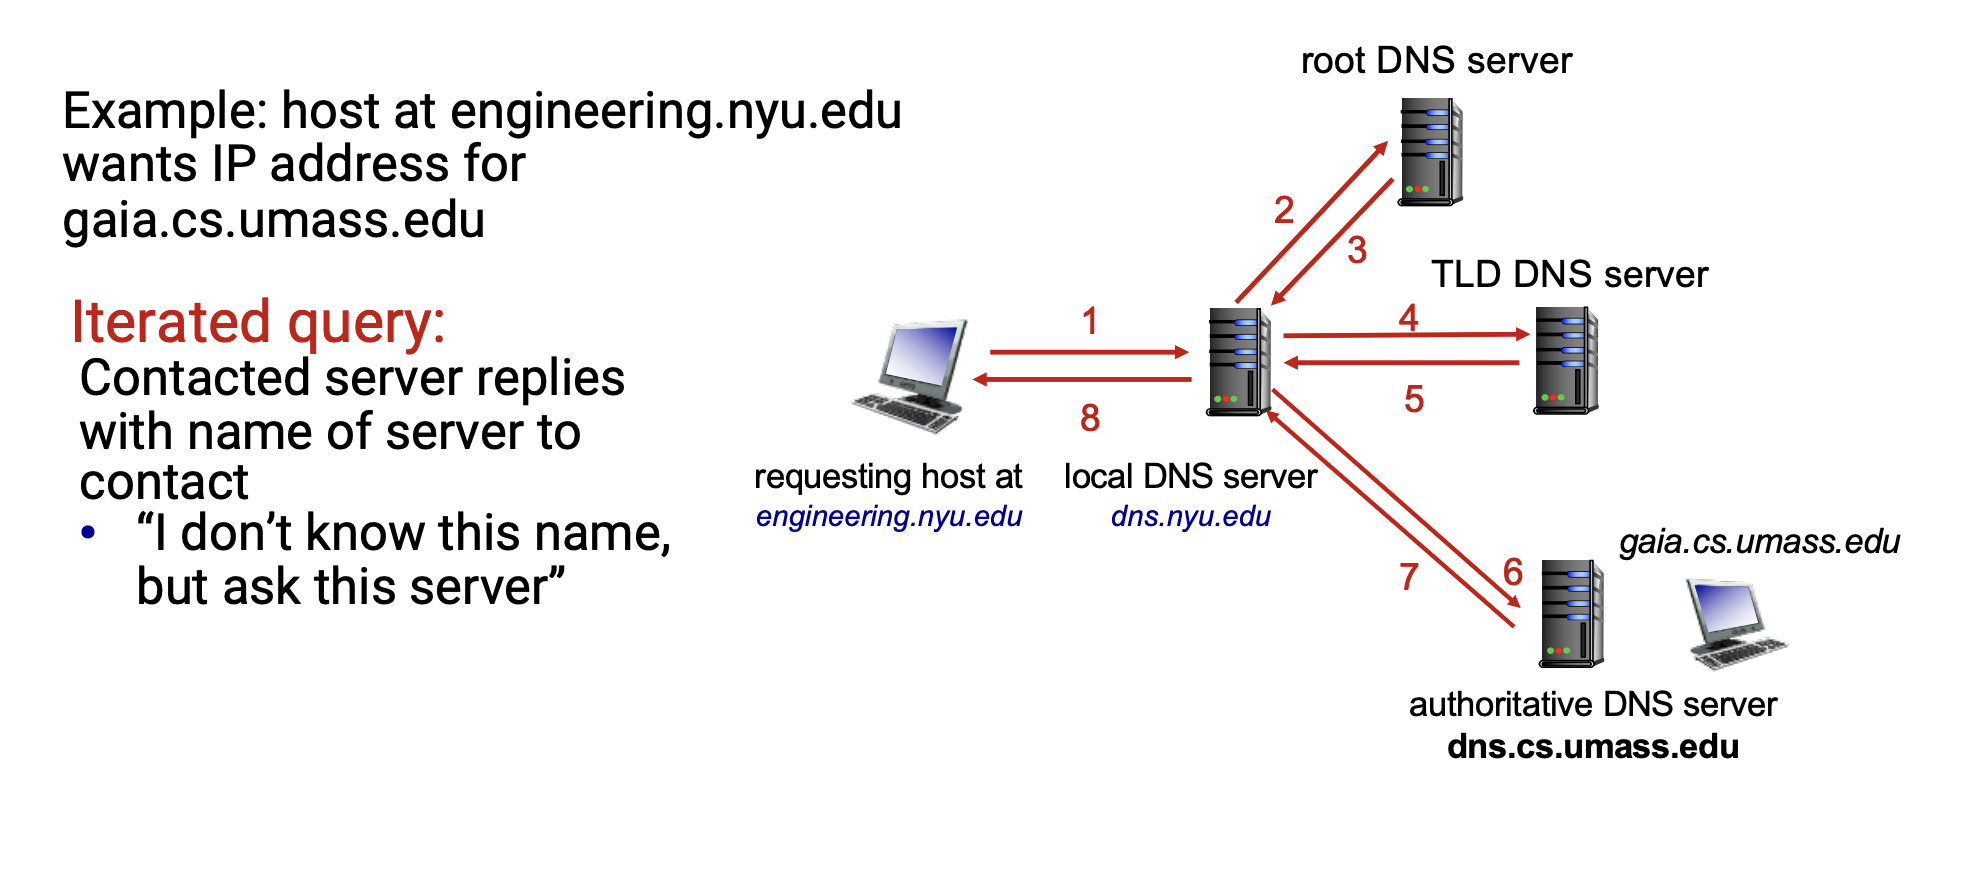 Example: host at engineering.nyu.edu
wants IP address for
gaia.cs.umass.edu
Iterated query:
Contacted server replies
with name of server to
contact
• “I don’t know this name,
but ask this server”
root DNS server
2
3
TLD DNS server
1
4
5
8
requesting host at
engineering.nyu.edu
local DNS server
dns.nyu.edu
gaia.cs.umass.edu
6
7
authoritative DNS server
dns.cs.umass.edu